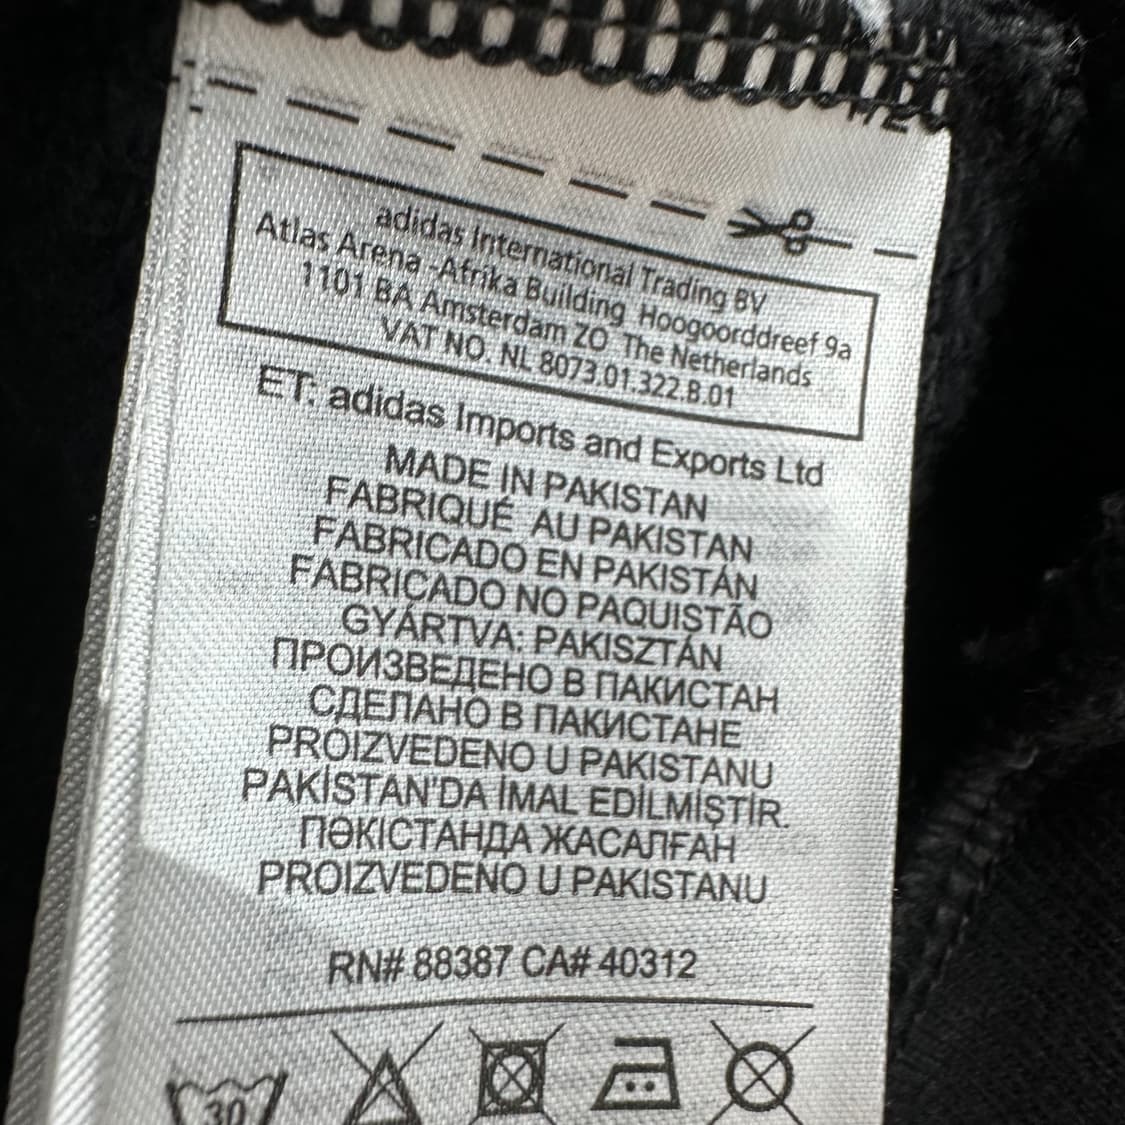 adidas International Trading BV
Atlas Arena -Afrika Building Hoogoorddreef 9a
1101 BA Amsterdam ZO The Netherlands
VAT NO. NL 8073.01.322.B.01
ET: adidas Imports and Exports Ltd
MADE IN PAKISTAN
FABRIQUÉ AU PAKISTAN
FABRICADO EN PAKISTÁN
FABRICADO NO PAQUISTÃO
GYÁRTVA: PAKISZTÁN
ПРОИЗВЕДЕНО В ПАКИСТАН
СДЕЛАНО В ПАКИСТАНЕ
PROIZVEDENO U PAKISTANU
PAKİSTAN'DA İMAL EDİLMİŞTİR.
ПӘКІСТАНДА ЖАСАЛҒАН
PROIZVEDENO U PAKISTANU
RN# 88387 CA# 40312
30